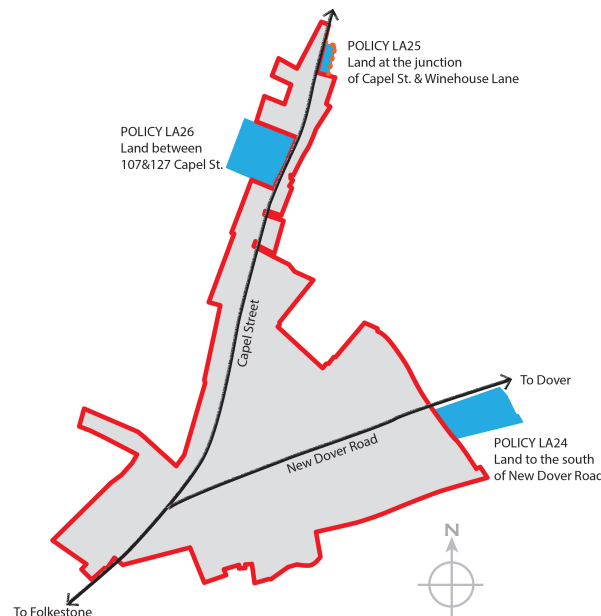 POLICY LA25
Land at the junction
of Capel St. & Winehouse Lane
POLICY LA26
Land between
107&127 Capel St.
Capel Street
To Dover
New Dover Road
POLICY LA24
Land to the south
of New Dover Road
N
To Folkestone